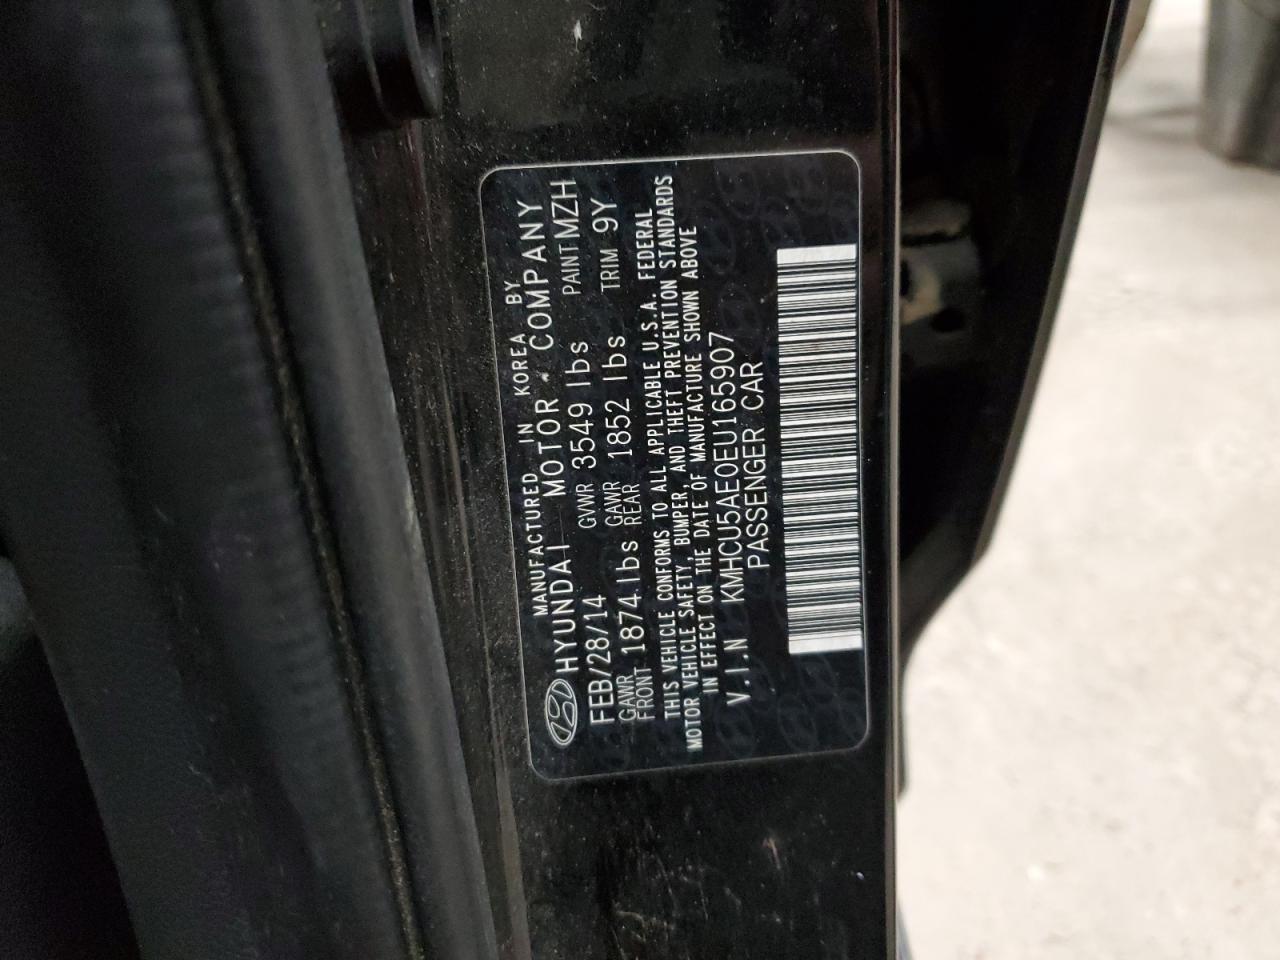 MANUFACTURED IN KOREA BY
HYUNDAI MOTOR COMPANY
FEB/28/14 GVWR 3549 lbs PAINT MZH
GAWR FRONT 1874 lbs GAWR REAR 1852 lbs TRIM 9Y
THIS VEHICLE CONFORMS TO ALL APPLICABLE U.S.A. FEDERAL
MOTOR VEHICLE SAFETY, BUMPER, AND THEFT PREVENTION STANDARDS
IN EFFECT ON THE DATE OF MANUFACTURE SHOWN ABOVE
V.I.N KMHCU5AE0EU165907
PASSENGER CAR